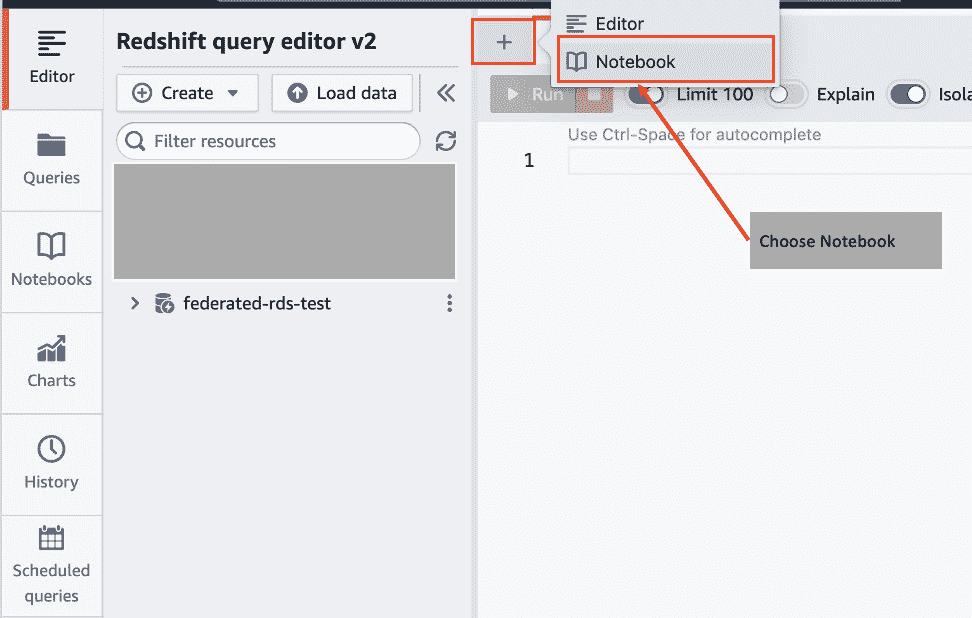 Editor
Queries
Notebooks
Charts
History
Scheduled
queries
Redshift query editor v2
Create
Load data
Filter resources
federated-rds-test
+
Editor
Notebook
Run
Limit 100
Explain
Isola
Use Ctrl-Space for autocomplete
1
Choose Notebook